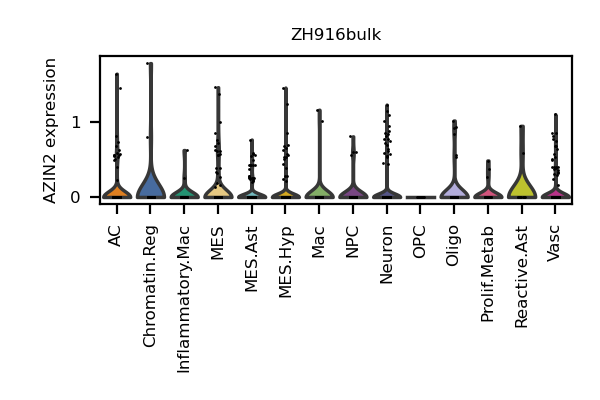 ZH916bulk
AZIN2 expression
1
0
AC
Chromatin.Reg
Inflammatory.Mac
MES
MES.Ast
MES.Hyp
Mac
NPC
Neuron
OPC
Oligo
Prolif.Metab
Reactive.Ast
Vasc